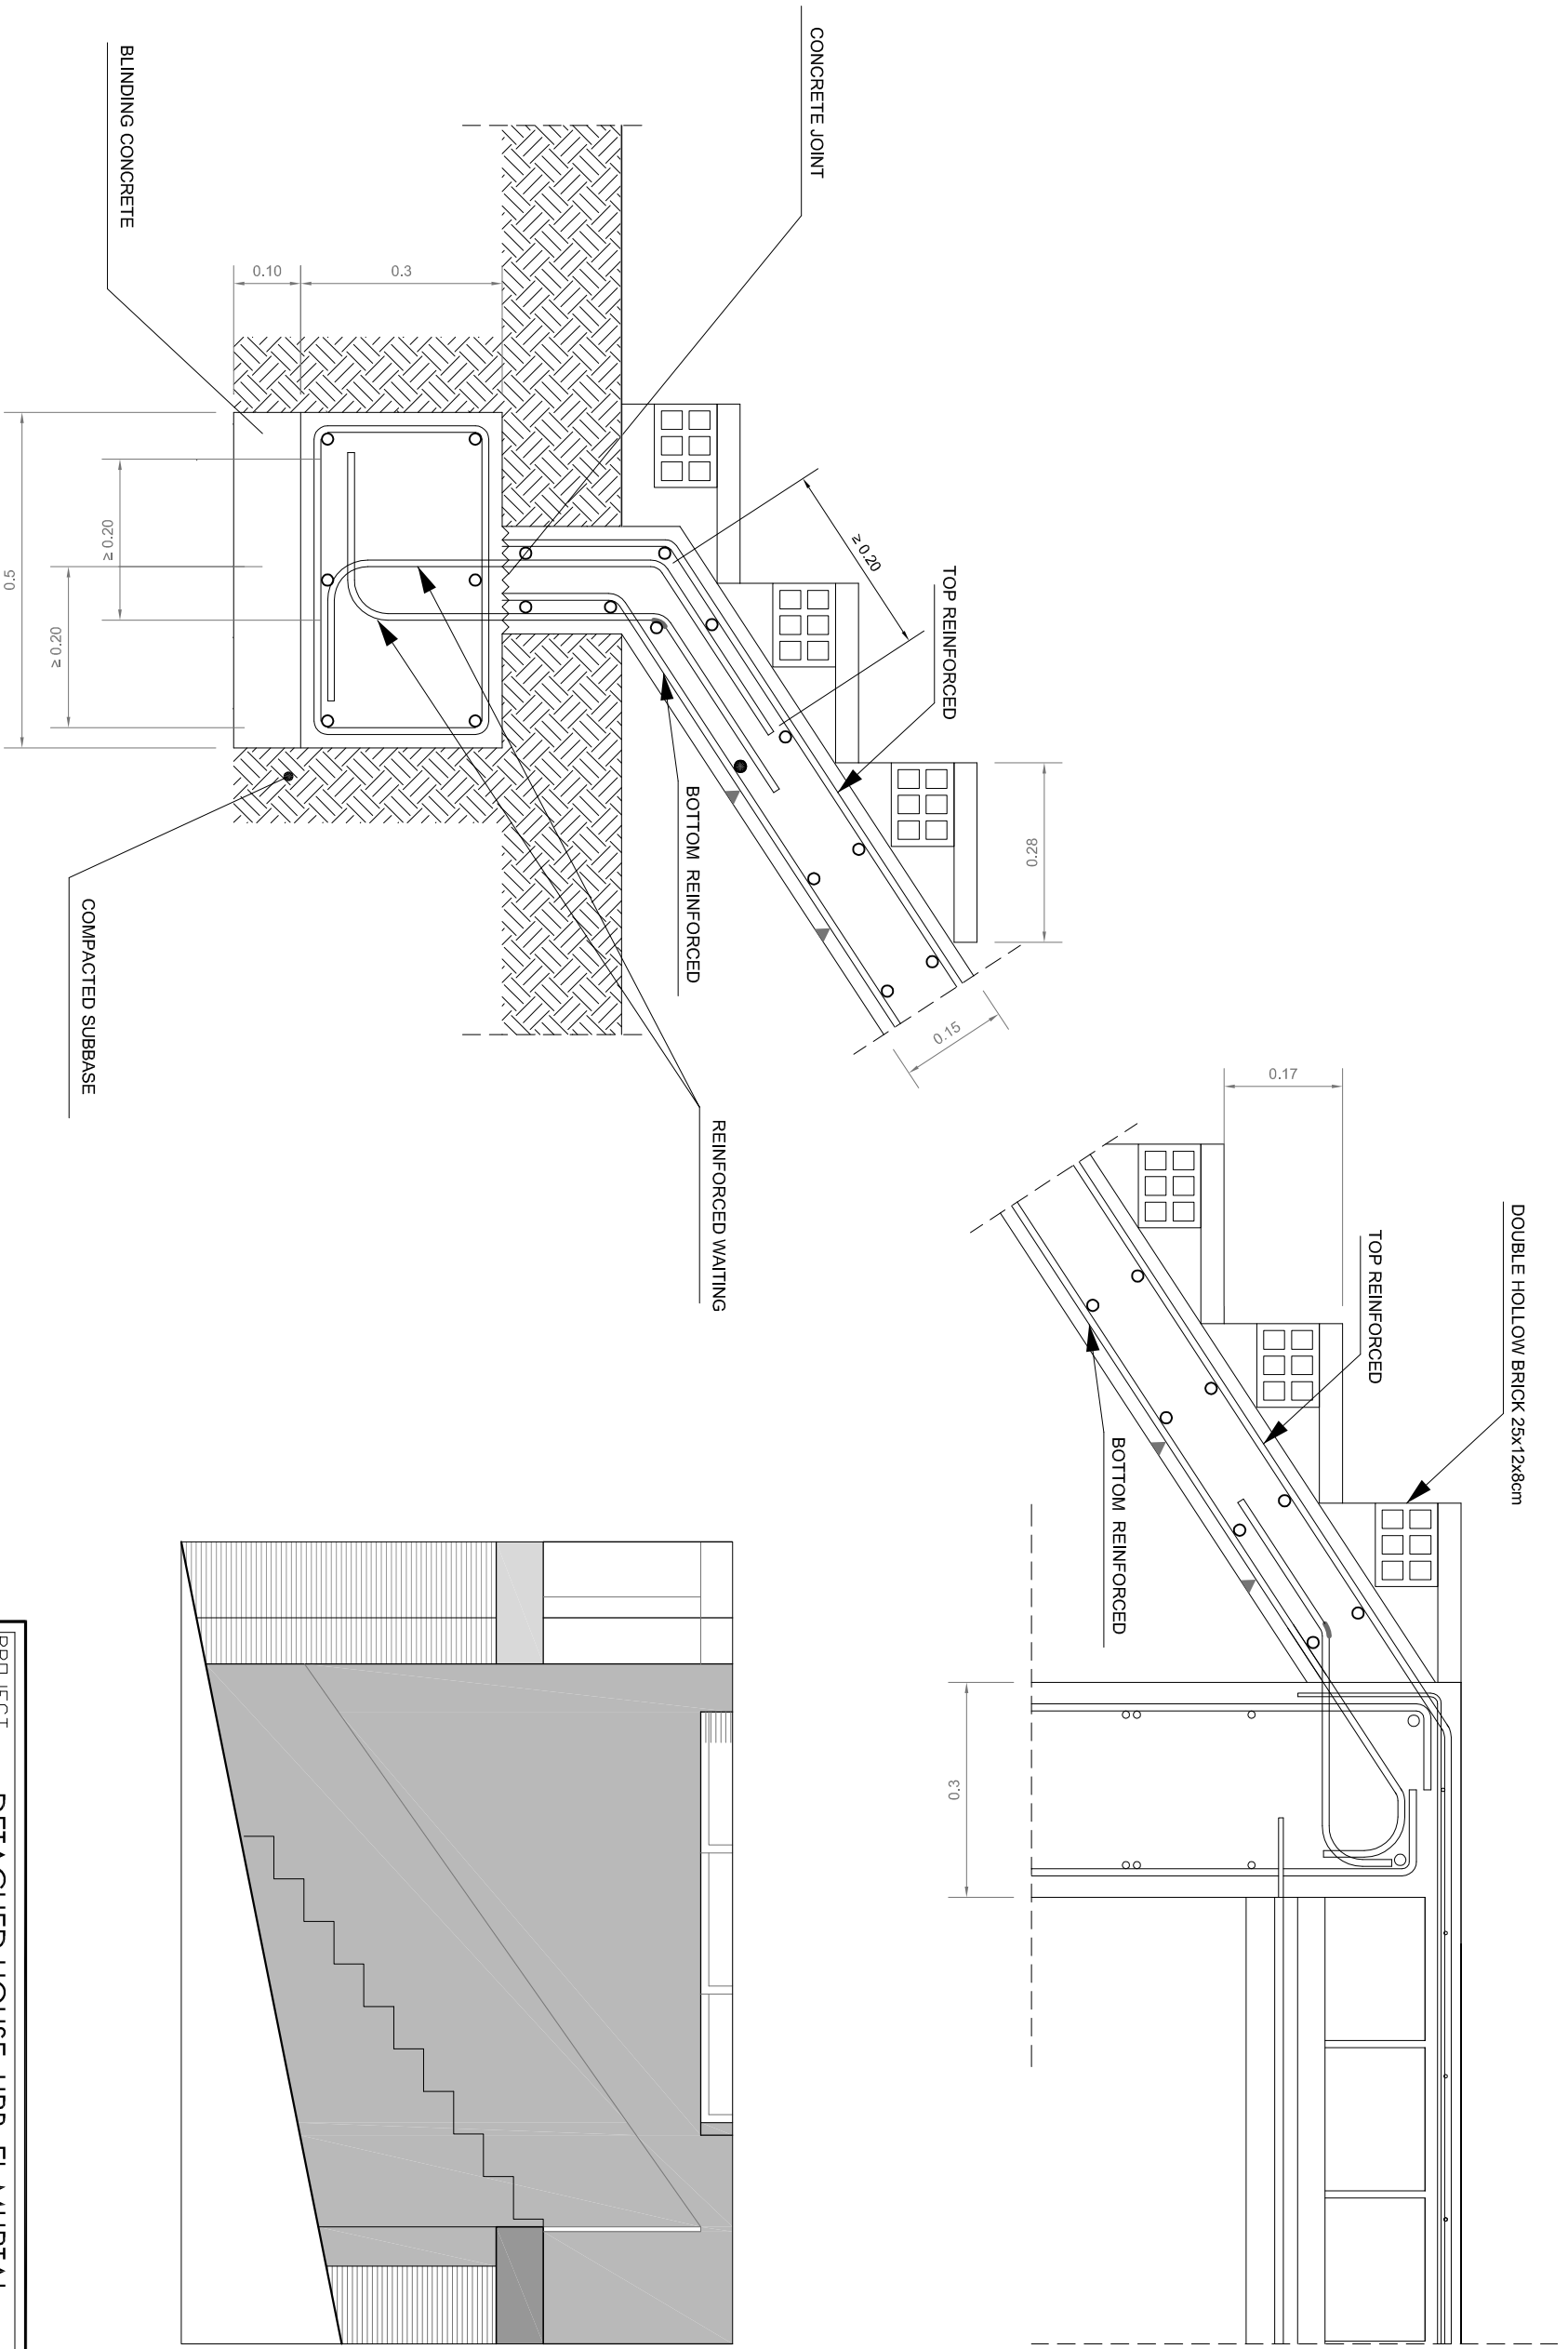 DOUBLE HOLLOW BRICK 25x12x8cm
TOP REINFORCED
0.17
BOTTOM REINFORCED
0.3
CONCRETE JOINT
TOP REINFORCED
≥ 0.20
0.28
0.15
BOTTOM REINFORCED
REINFORCED WAITING
0.3
0.10
BLINDING CONCRETE
≥ 0.20
≥ 0.20
0.5
COMPACTED SUBBASE